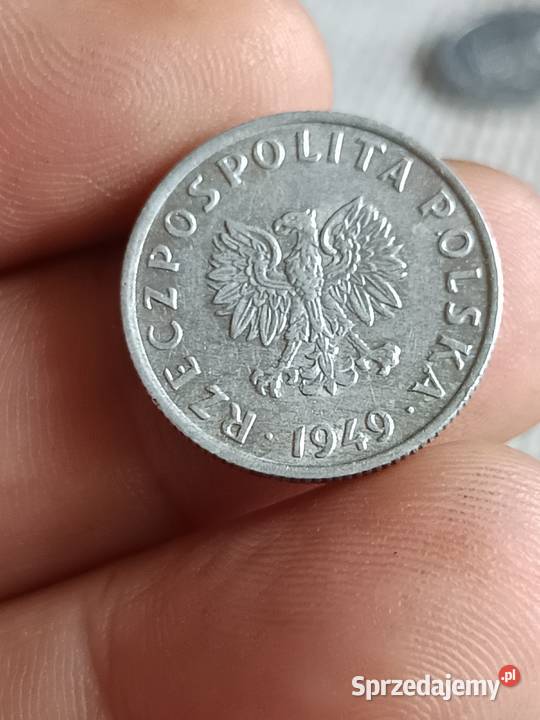 RZECZPOSPOLITA POLSKA
· 1949 ·
Sprzedajemy.pl